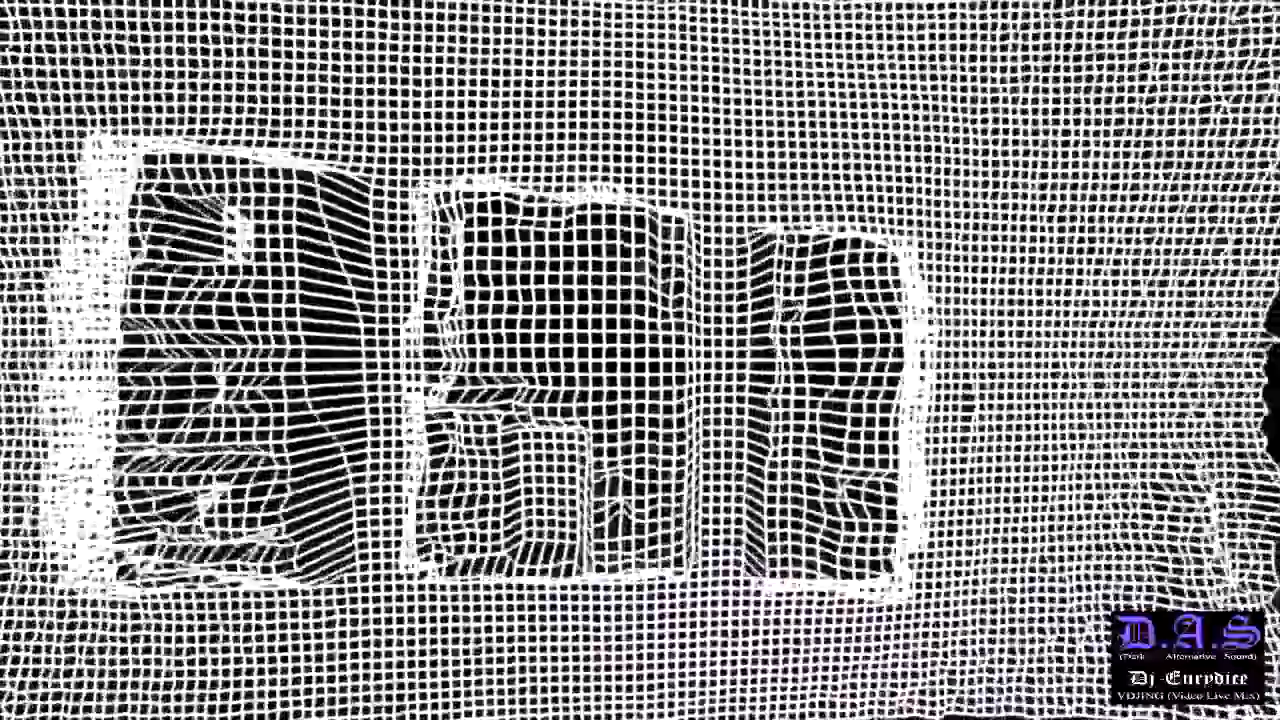 D.A.S
(Dark Alternative Sound)
Dj -Eurydice
VDJING (Video Live Mix)